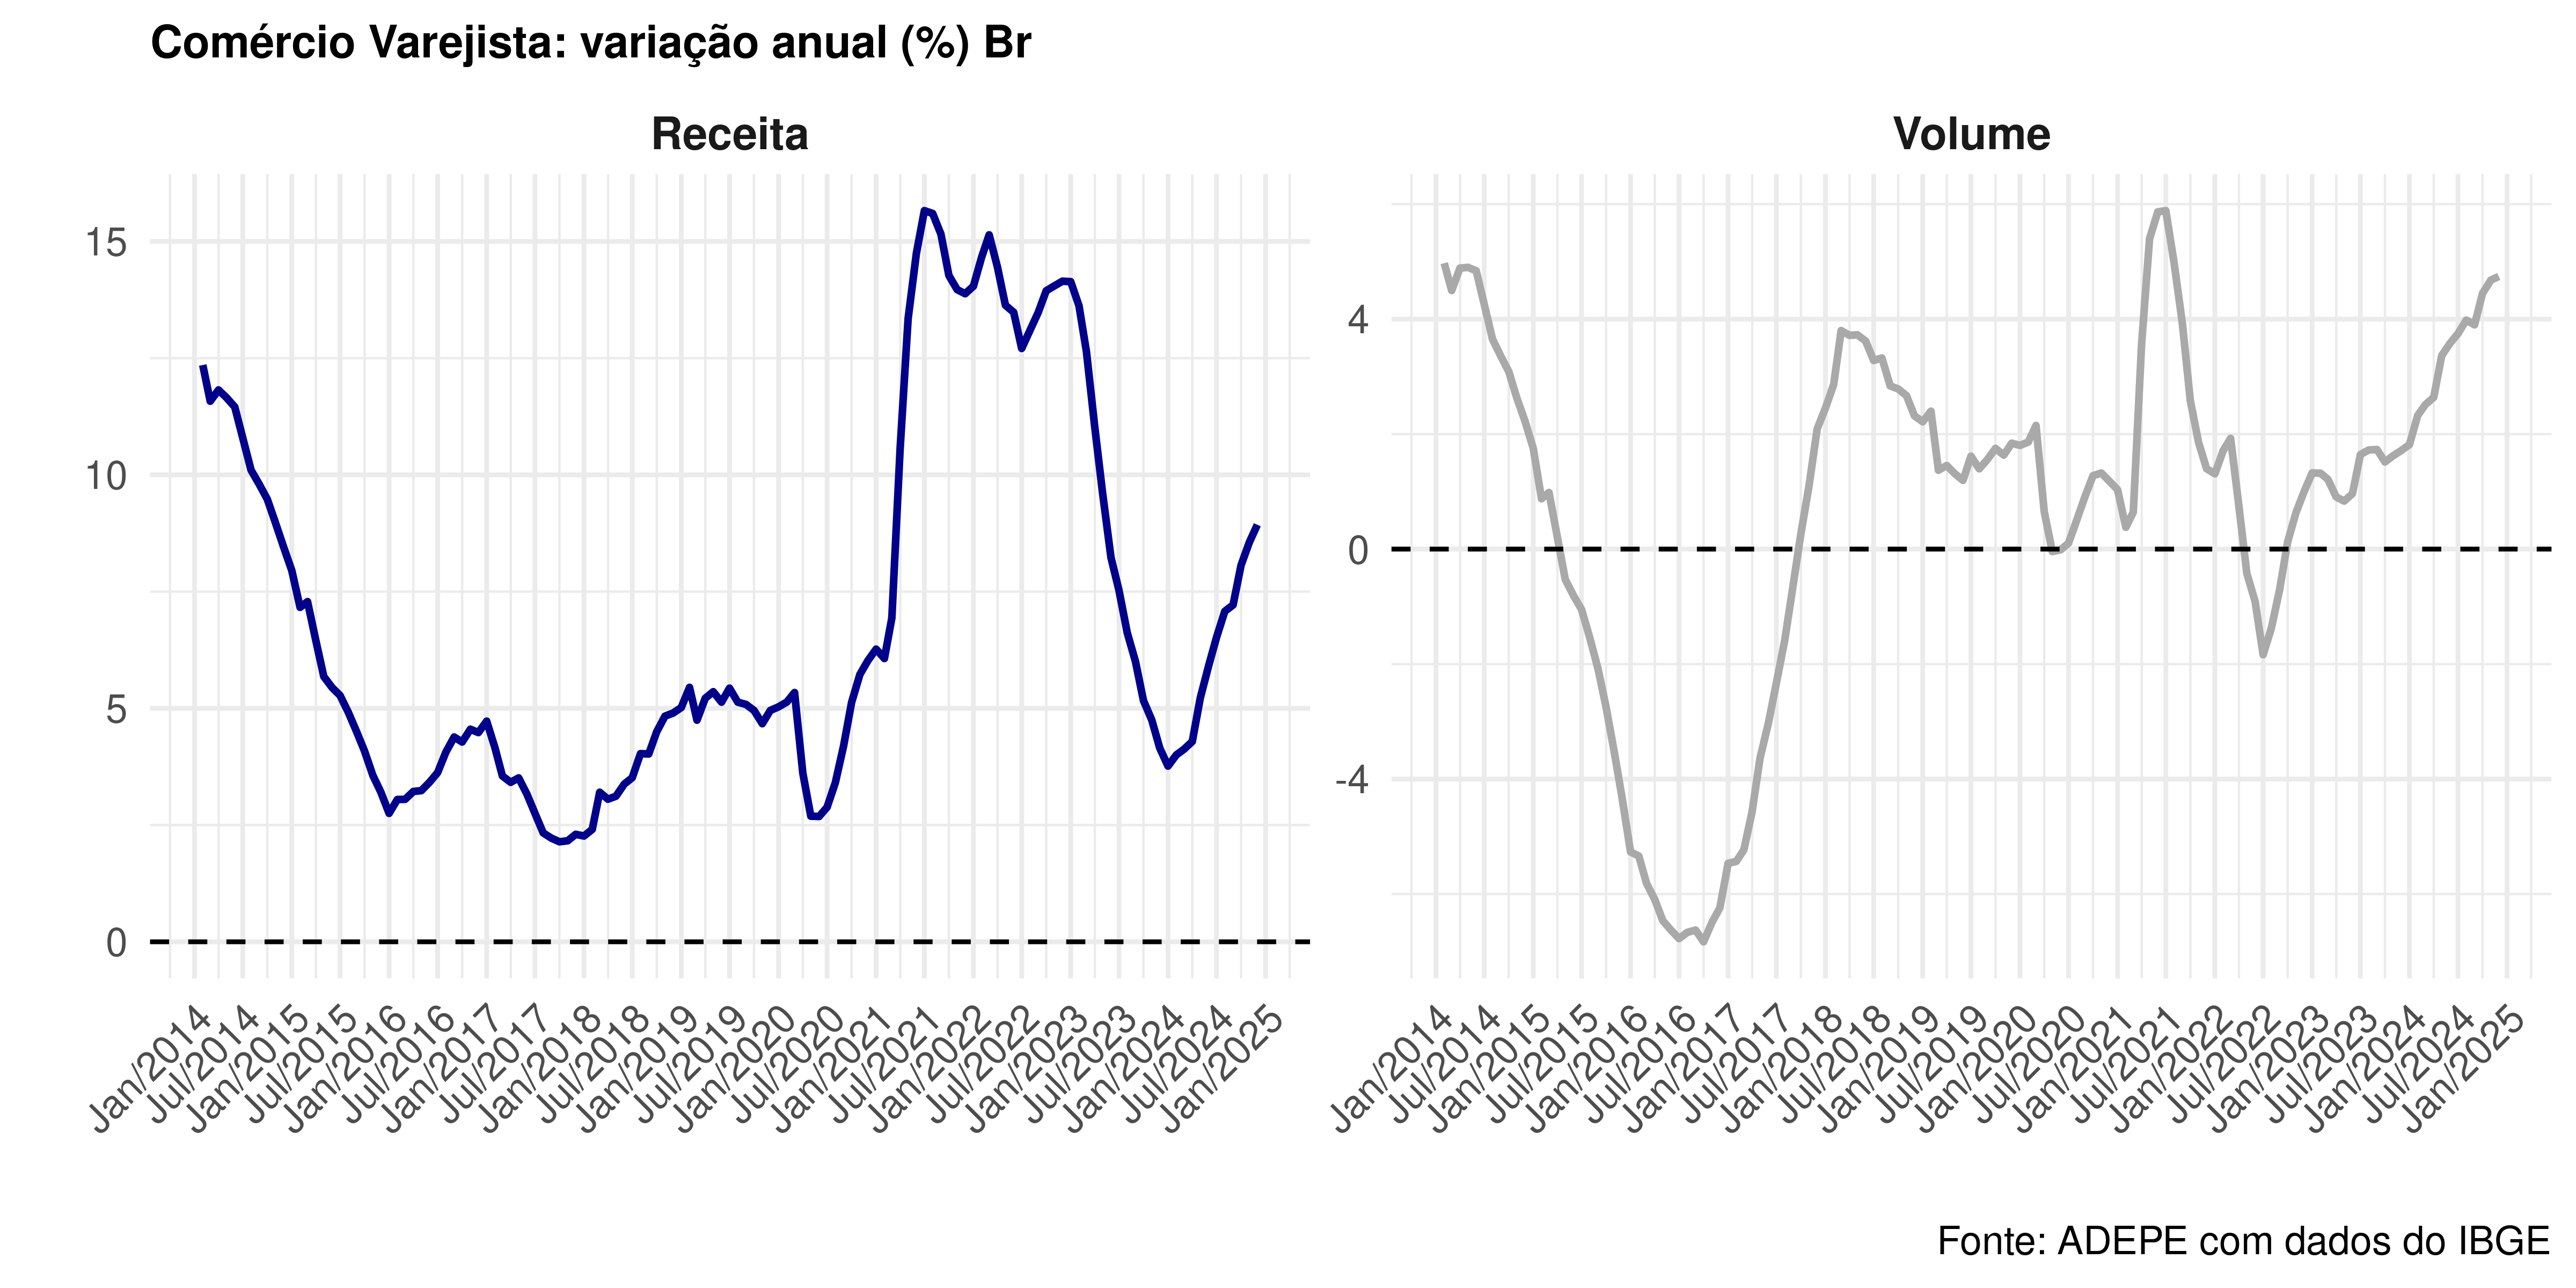 Comércio Varejista: variação anual (%) Br
Receita
15
10
5
0
Jan/2014
Jul/2014
Jan/2015
Jul/2015
Jan/2016
Jul/2016
Jan/2017
Jul/2017
Jan/2018
Jul/2018
Jan/2019
Jul/2019
Jan/2020
Jul/2020
Jan/2021
Jul/2021
Jan/2022
Jul/2022
Jan/2023
Jul/2023
Jan/2024
Jul/2024
Jan/2025
Volume
4
0
-4
Jan/2014
Jul/2014
Jan/2015
Jul/2015
Jan/2016
Jul/2016
Jan/2017
Jul/2017
Jan/2018
Jul/2018
Jan/2019
Jul/2019
Jan/2020
Jul/2020
Jan/2021
Jul/2021
Jan/2022
Jul/2022
Jan/2023
Jul/2023
Jan/2024
Jul/2024
Jan/2025
Fonte: ADEPE com dados do IBGE